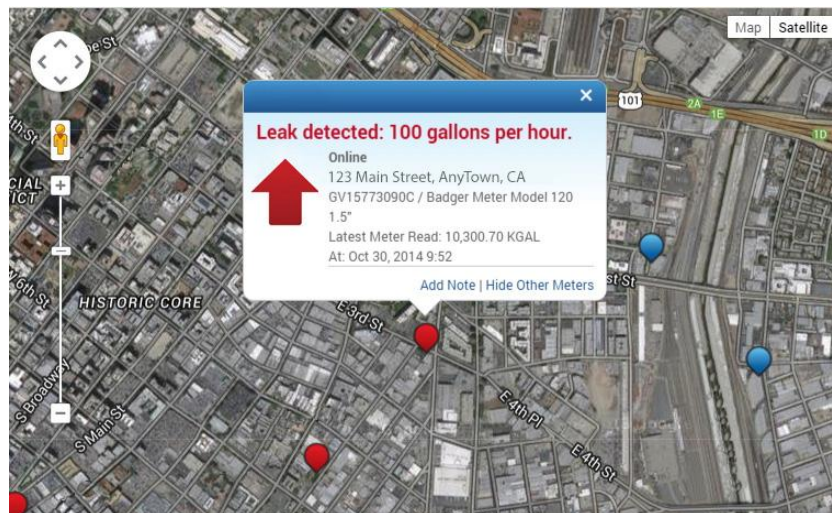 Map
Satellite
101
2A
1E
1D
Leak detected: 100 gallons per hour.
Online
123 Main Street, AnyTown, CA
GV15773090C / Badger Meter Model 120
1.5"
Latest Meter Read: 10,300.70 KGAL
At: Oct 30, 2014 9:52
Add Note | Hide Other Meters
W 6th St
HISTORIC CORE
E 3rd St
S Broadway
S Main St
E 4th Pl
E 4th St